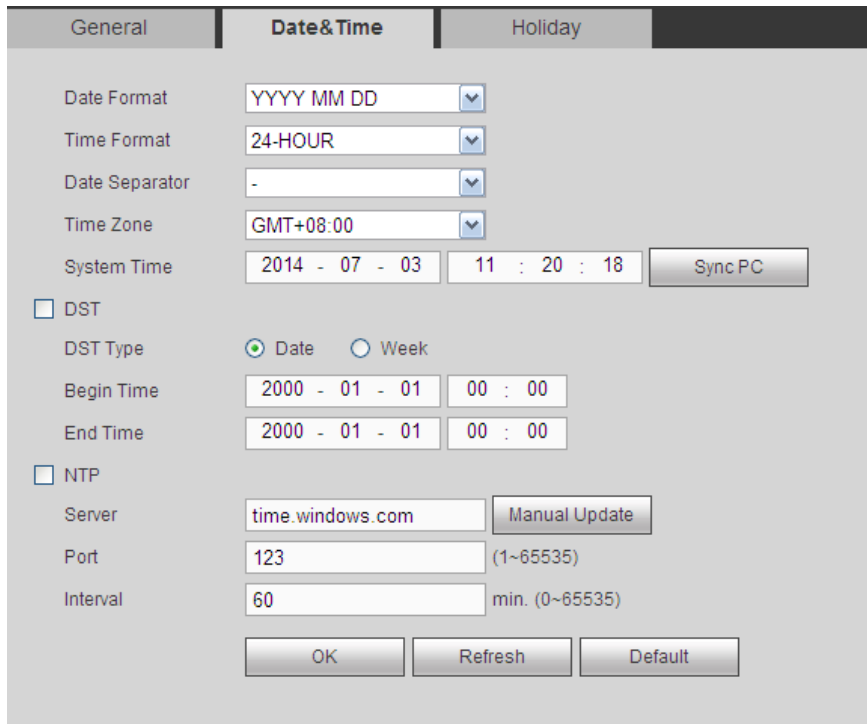 General Date&Time Holiday
Date Format YYYY MM DD
Time Format 24-HOUR
Date Separator -
Time Zone GMT+08:00
System Time 2014 - 07 - 03 11 : 20 : 18 Sync PC
DST
DST Type Date Week
Begin Time 2000 - 01 - 01 00 : 00
End Time 2000 - 01 - 01 00 : 00
NTP
Server time.windows.com Manual Update
Port 123 (1~65535)
Interval 60 min. (0~65535)
OK Refresh Default